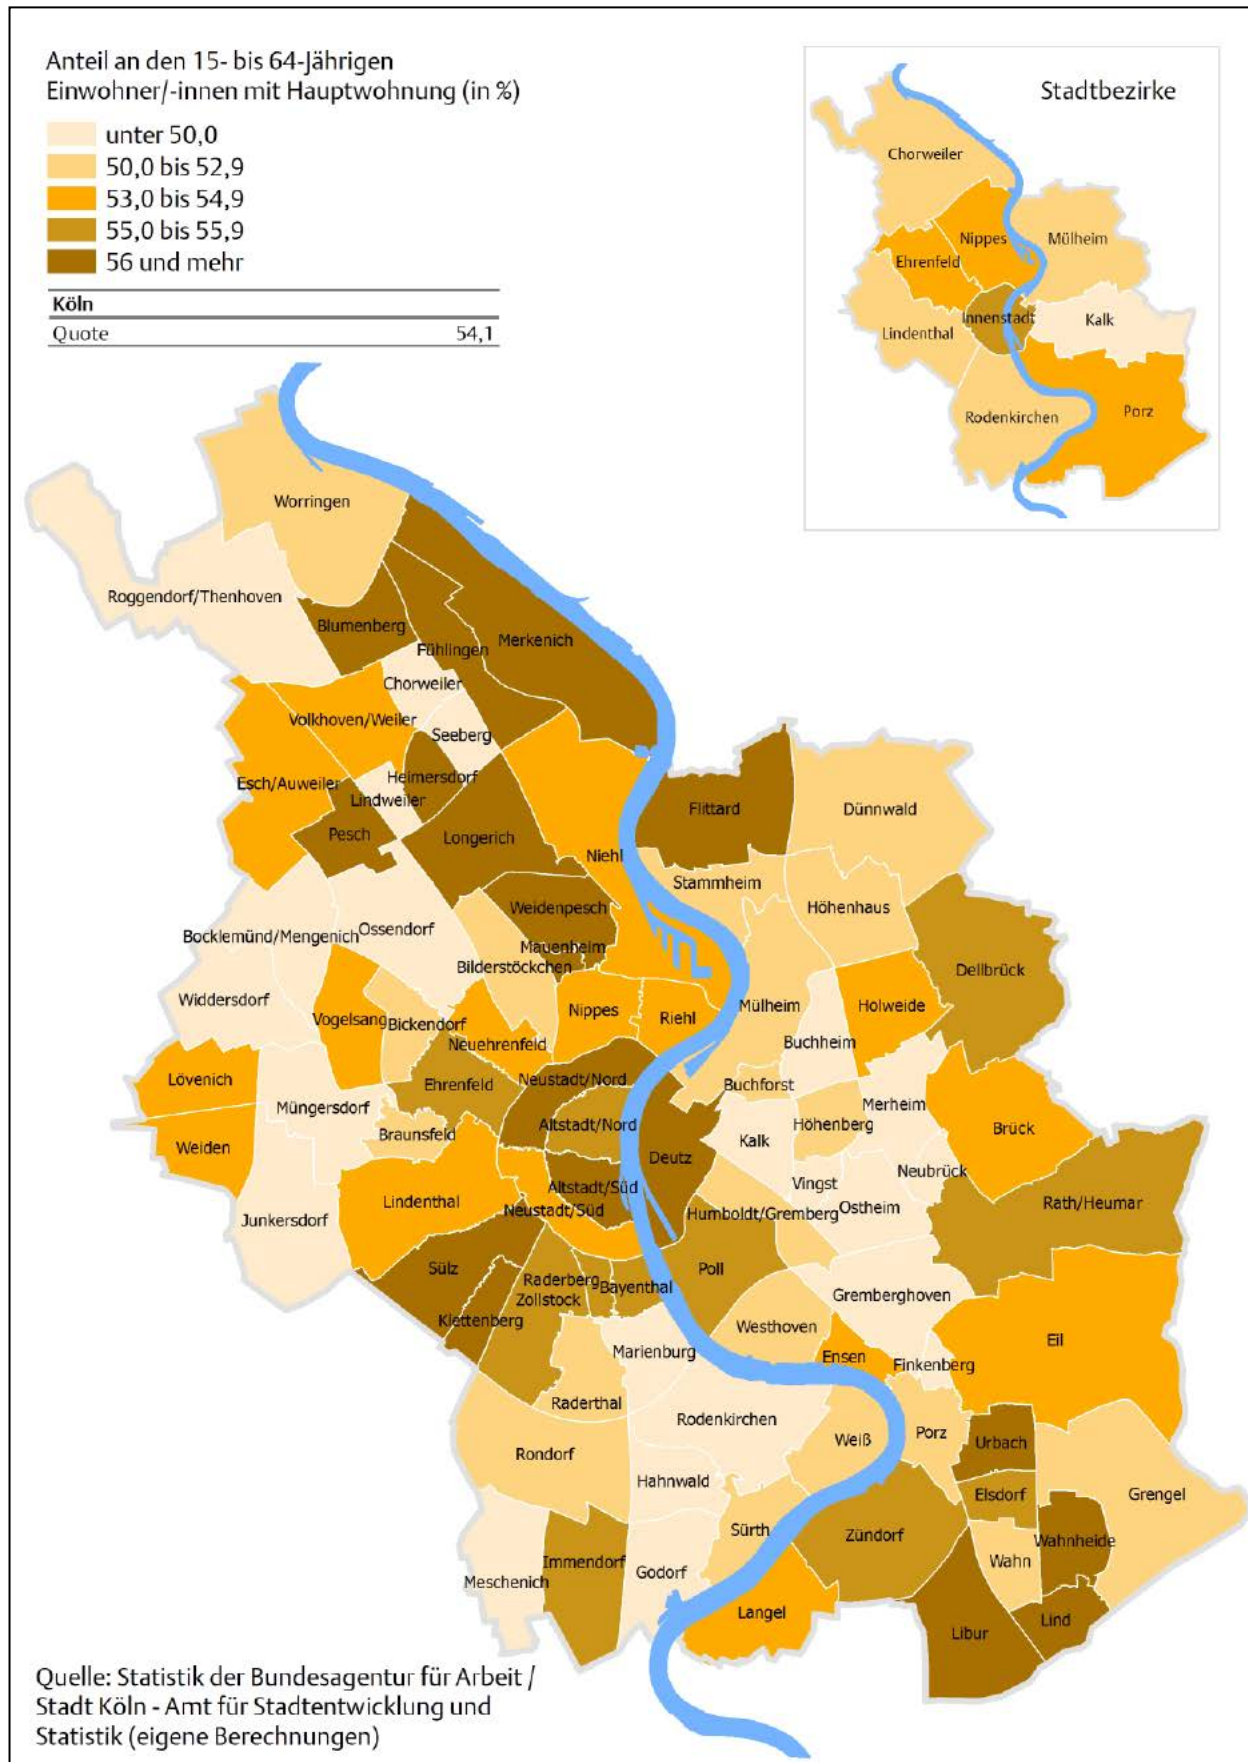 Anteil an den 15- bis 64-Jährigen
Einwohner/-innen mit Hauptwohnung (in %)
unter 50,0
50,0 bis 52,9
53,0 bis 54,9
55,0 bis 55,9
56 und mehr
Köln
Quote 54,1
Stadtbezirke
Chorweiler
Nippes
Mülheim
Ehrenfeld
Innenstadt
Kalk
Lindenthal
Rodenkirchen
Porz
Worringen
Roggendorf/Thenhoven
Blumenberg
Fühlingen
Merkenich
Chorweiler
Volkhoven/Weiler
Seeberg
Esch/Auweiler
Heimersdorf
Lindweiler
Pesch
Longerich
Flittard
Dünnwald
Niehl
Stammheim
Weidenpesch
Höhenhaus
Ossendorf
Bocklemünd/Mengenich
Mauenheim
Bilderstöckchen
Dellbrück
Widdersdorf
Vogelsang
Bickendorf
Nippes
Riehl
Mülheim
Holweide
Neuehrenfeld
Buchheim
Lövenich
Ehrenfeld
Neustadt/Nord
Buchforst
Müngersdorf
Merheim
Braunsfeld
Altstadt/Nord
Kalk
Höhenberg
Brück
Weiden
Deutz
Neubrück
Vingst
Altstadt/Süd
Lindenthal
Neustadt/Süd
Humboldt/Gremberg
Ostheim
Rath/Heumar
Junkersdorf
Sülz
Raderberg
Bayenthal
Poll
Zollstock
Gremberghoven
Klettenberg
Westhoven
Eil
Marienburg
Ensen
Finkenberg
Raderthal
Rodenkirchen
Weiß
Porz
Urbach
Rondorf
Hahnwald
Elsdorf
Grengel
Sürth
Zündorf
Wahnheide
Immendorf
Wahn
Meschenich
Godorf
Langel
Libur
Lind
Quelle: Statistik der Bundesagentur für Arbeit /
Stadt Köln - Amt für Stadtentwicklung und
Statistik (eigene Berechnungen)